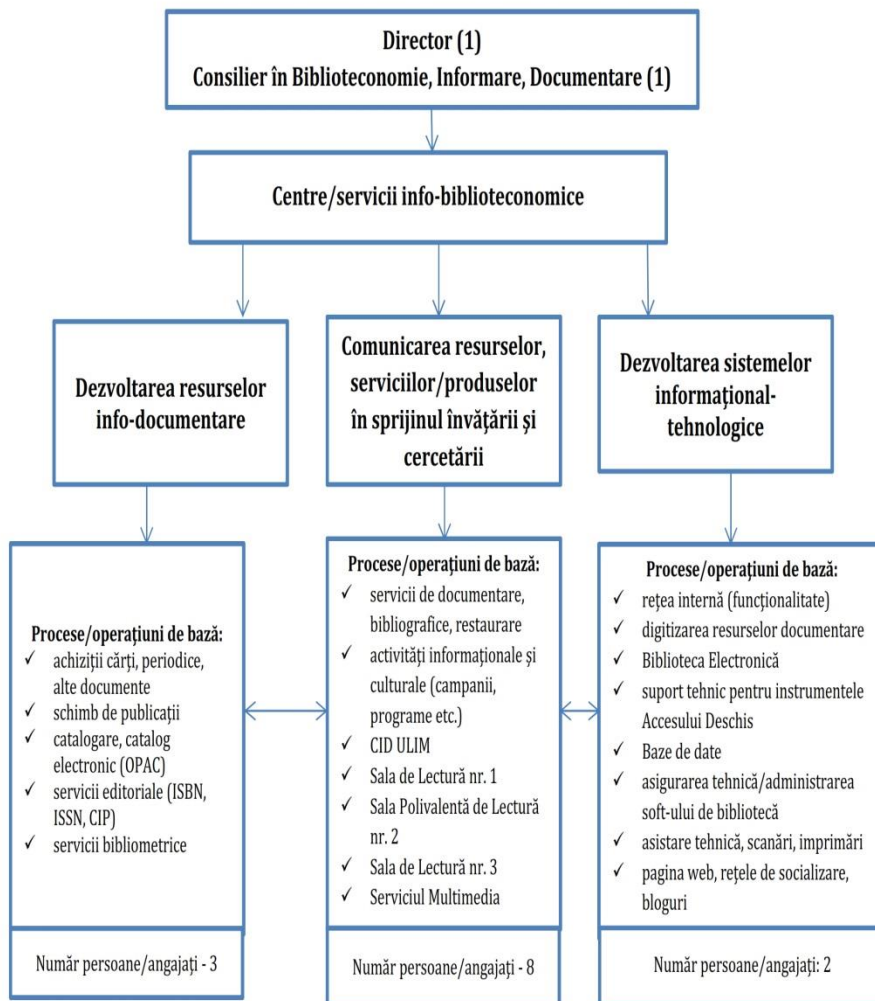 Director (1)
Consilier în Biblioteconomie, Informare, Documentare (1)
Centre/servicii info-biblioteconomice
Dezvoltarea resurselor
info-documentare
Comunicarea resurselor,
serviciilor/produselor
în sprijinul învățării și
cercetării
Dezvoltarea sistemelor
informațional-
tehnologice
Procese/operațiuni de bază:
✓ achiziții cărți, periodice,
alte documente
✓ schimb de publicații
✓ catalogare, catalog
electronic (OPAC)
✓ servicii editoriale (ISBN,
ISSN, CIP)
✓ servicii bibliometrice
Număr persoane/angajați - 3
Procese/operațiuni de bază:
✓ servicii de documentare,
bibliografice, restaurare
✓ activități informaționale și
culturale (campanii,
programe etc.)
✓ CID ULIM
✓ Sala de Lectură nr. 1
✓ Sala Polivalentă de Lectură
nr. 2
✓ Sala de Lectură nr. 3
✓ Serviciul Multimedia
Număr persoane/angajați - 8
Procese/operațiuni de bază:
✓ rețea internă (funcționalitate)
✓ digitizarea resurselor documentare
✓ Biblioteca Electronică
✓ suport tehnic pentru instrumentele
Accesului Deschis
✓ Baze de date
✓ asigurarea tehnică/administrarea
soft-ului de bibliotecă
✓ asistare tehnică, scanări, imprimări
✓ pagina web, rețele de socializare,
bloguri
Număr persoane/angajați: 2